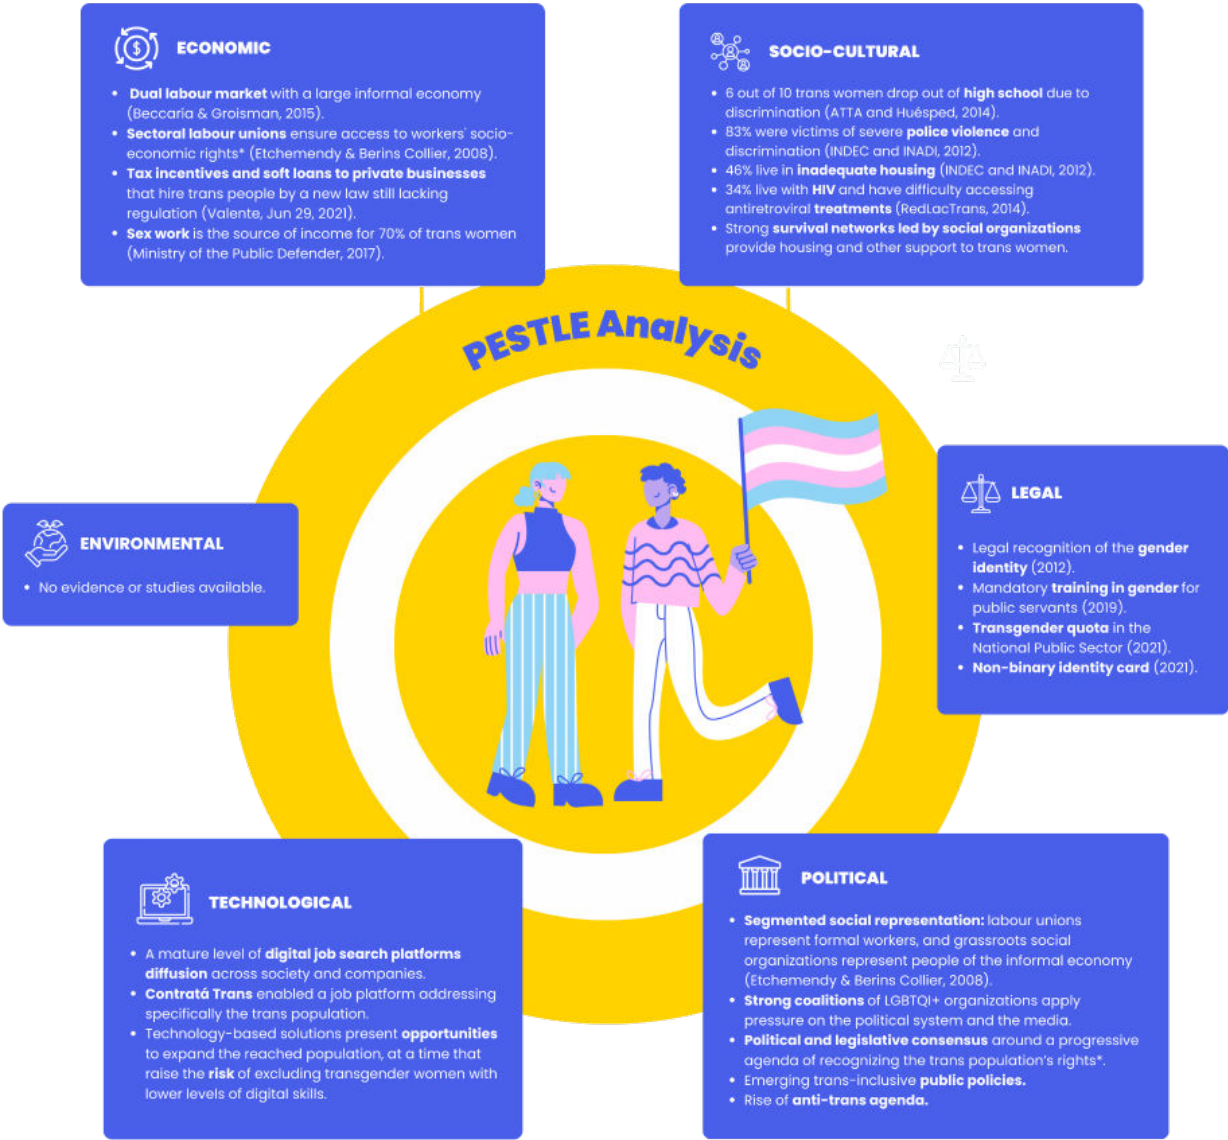 ECONOMIC
• Dual labour market with a large informal economy
(Beccaria & Groisman, 2015).
• Sectoral labour unions ensure access to workers' socio-
economic rights* (Etchemendy & Berins Collier, 2008).
• Tax incentives and soft loans to private businesses
that hire trans people by a new law still lacking
regulation (Valente, Jun 29, 2021).
• Sex work is the source of income for 70% of trans women
(Ministry of the Public Defender, 2017).
SOCIO-CULTURAL
• 6 out of 10 trans women drop out of high school due to
discrimination (ATTA and Huésped, 2014).
• 83% were victims of severe police violence and
discrimination (INDEC and INADI, 2012).
• 46% live in inadequate housing (INDEC and INADI, 2012).
• 34% live with HIV and have difficulty accessing
antiretroviral treatments (RedLacTrans, 2014).
• Strong survival networks led by social organizations
provide housing and other support to trans women.
PESTLE Analysis
ENVIRONMENTAL
• No evidence or studies available.
LEGAL
• Legal recognition of the gender
identity (2012).
• Mandatory training in gender for
public servants (2019).
• Transgender quota in the
National Public Sector (2021).
• Non-binary identity card (2021).
TECHNOLOGICAL
• A mature level of digital job search platforms
diffusion across society and companies.
• Contratá Trans enabled a job platform addressing
specifically the trans population.
• Technology-based solutions present opportunities
to expand the reached population, at a time that
raise the risk of excluding transgender women with
lower levels of digital skills.
POLITICAL
• Segmented social representation: labour unions
represent formal workers, and grassroots social
organizations represent people of the informal economy
(Etchemendy & Berins Collier, 2008).
• Strong coalitions of LGBTQI+ organizations apply
pressure on the political system and the media.
• Political and legislative consensus around a progressive
agenda of recognizing the trans population's rights*.
• Emerging trans-inclusive public policies.
• Rise of anti-trans agenda.